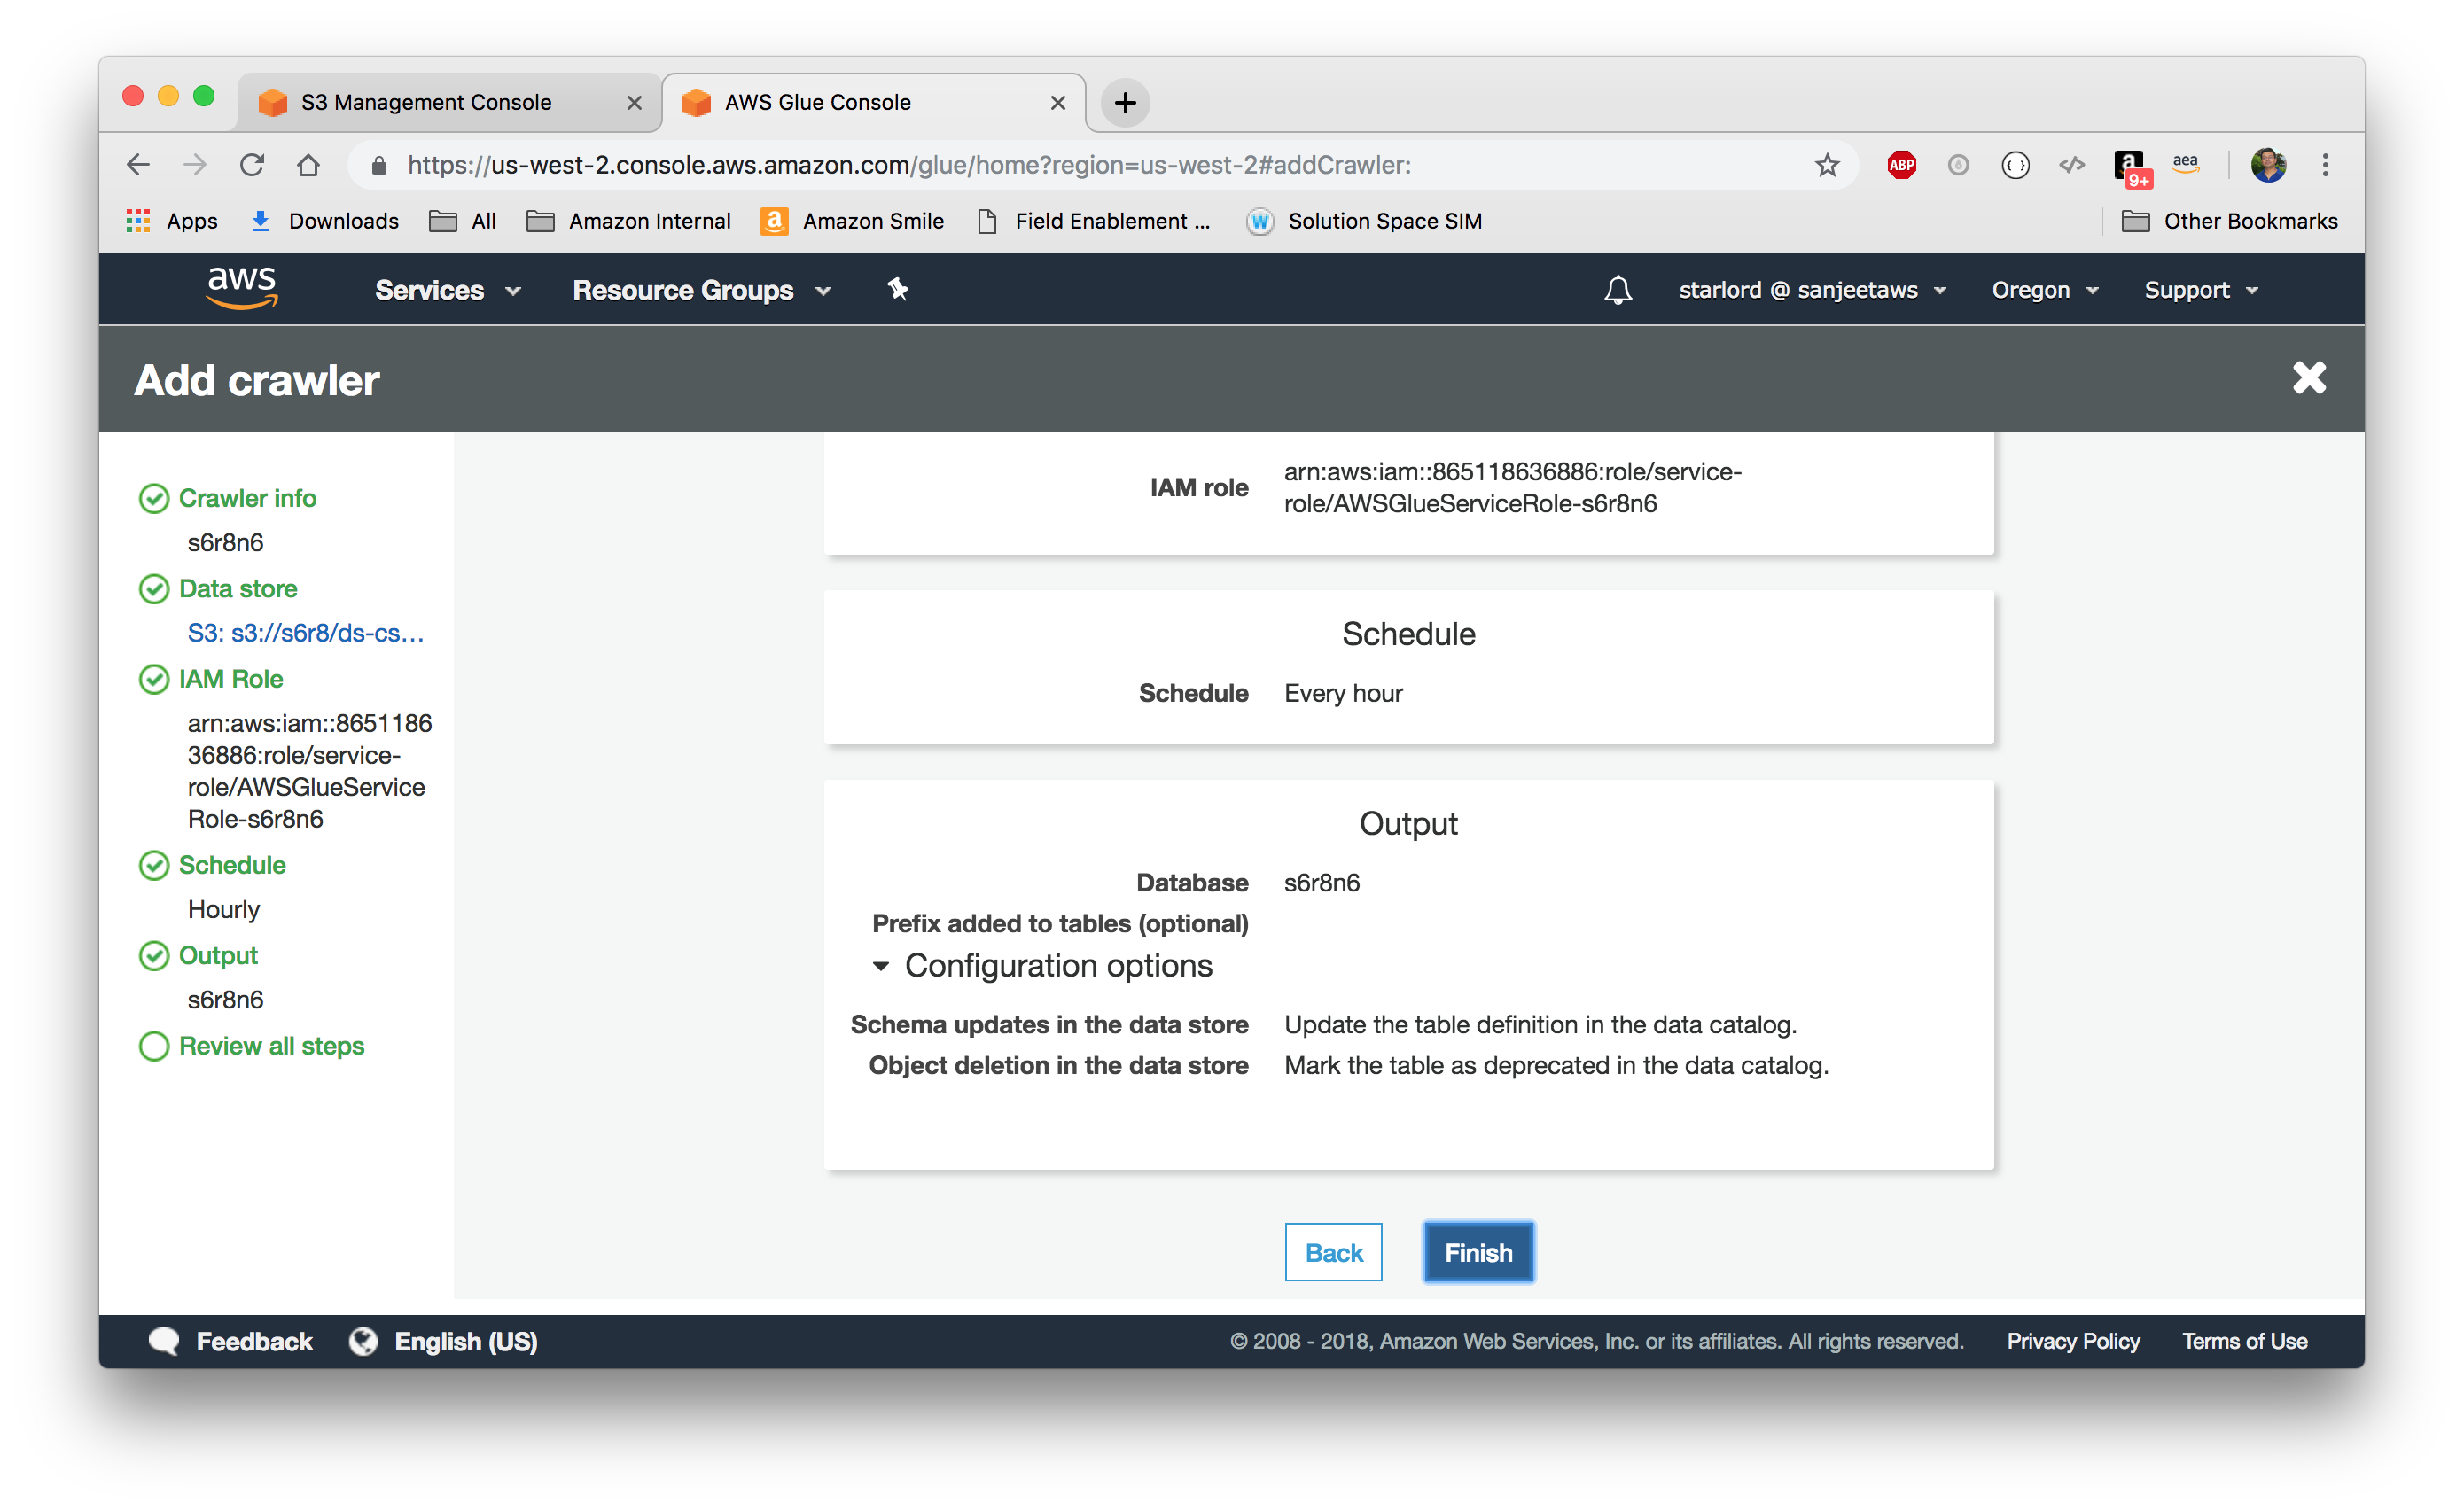 S3 Management Console
AWS Glue Console
https://us-west-2.console.aws.amazon.com/glue/home?region=us-west-2#addCrawler:
ABP
{...}
</>
a
9+
aea
Apps
Downloads
All
Amazon Internal
a
Amazon Smile
Field Enablement ...
W
Solution Space SIM
Other Bookmarks
aws
Services
Resource Groups
starlord @ sanjeetaws
Oregon
Support
Add crawler
Crawler info
s6r8n6
Data store
S3: s3://s6r8/ds-cs...
IAM Role
arn:aws:iam::8651186
36886:role/service-
role/AWSGlueService
Role-s6r8n6
Schedule
Hourly
Output
s6r8n6
Review all steps
IAM role
arn:aws:iam::865118636886:role/service-
role/AWSGlueServiceRole-s6r8n6
Schedule
Schedule Every hour
Output
Database s6r8n6
Prefix added to tables (optional)
Configuration options
Schema updates in the data store Update the table definition in the data catalog.
Object deletion in the data store Mark the table as deprecated in the data catalog.
Back
Finish
Feedback
English (US)
© 2008 - 2018, Amazon Web Services, Inc. or its affiliates. All rights reserved.
Privacy Policy
Terms of Use